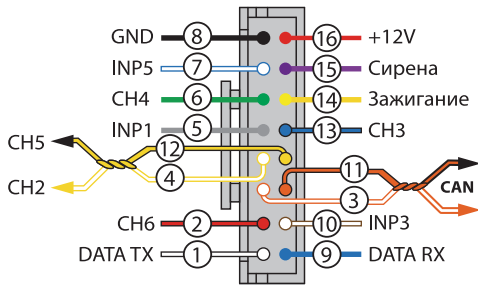 GND 8 16 +12V
INP5 7 15 Сирена
CH4 6 14 Зажигание
INP1 5 13 CH3
CH5 12 11
CH2 4 3 CAN
CH6 2 10 INP3
DATA TX 1 9 DATA RX